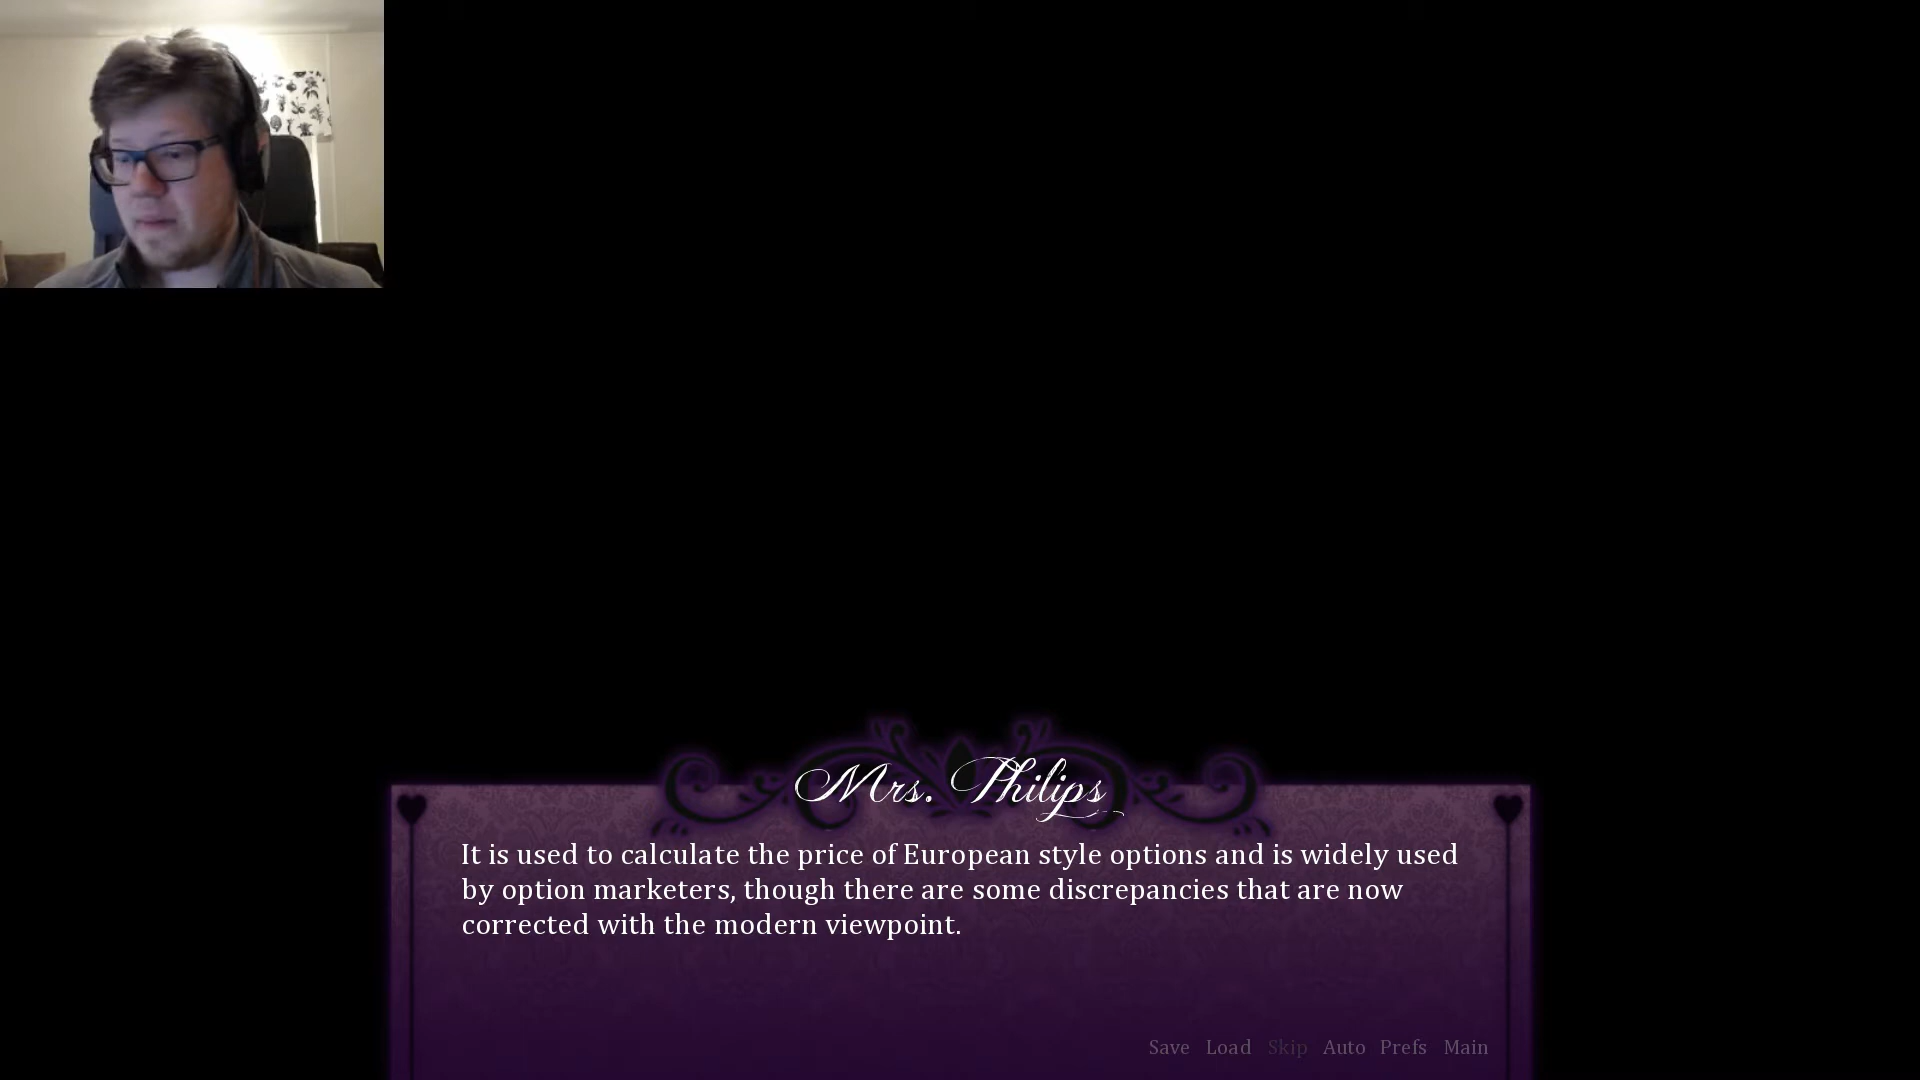 Mrs. Philips
It is used to calculate the price of European style options and is widely used
by option marketers, though there are some discrepancies that are now
corrected with the modern viewpoint.
Save Load Skip Auto Prefs Main